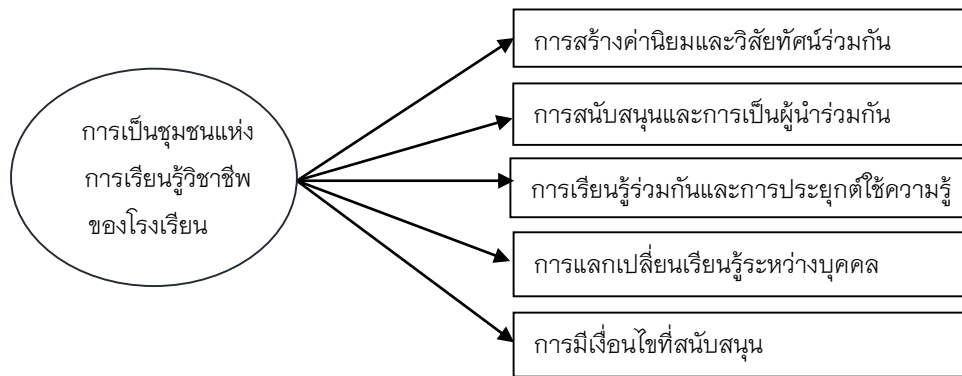 การเป็นชุมชนแห่ง
การเรียนรู้วิชาชีพ
ของโรงเรียน
การสร้างค่านิยมและวิสัยทัศน์ร่วมกัน
การสนับสนุนและการเป็นผู้นำร่วมกัน
การเรียนรู้ร่วมกันและการประยุกต์ใช้ความรู้
การแลกเปลี่ยนเรียนรู้ระหว่างบุคคล
การมีเงื่อนไขที่สนับสนุน